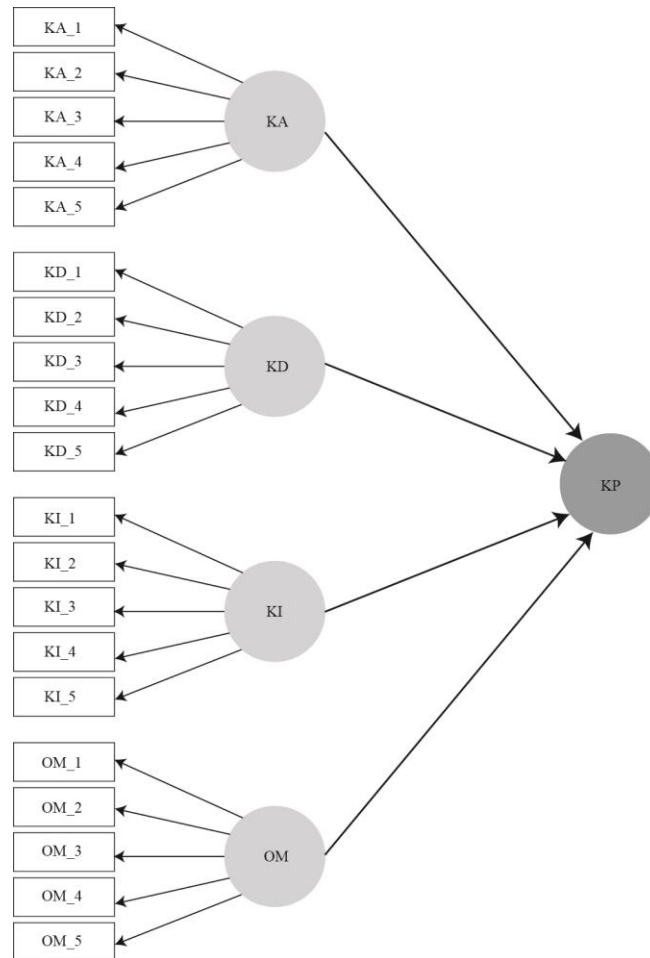 KA_1
KA_2
KA_3
KA_4
KA_5
KA
KD_1
KD_2
KD_3
KD_4
KD_5
KD
KP
KI_1
KI_2
KI_3
KI_4
KI_5
KI
OM_1
OM_2
OM_3
OM_4
OM_5
OM